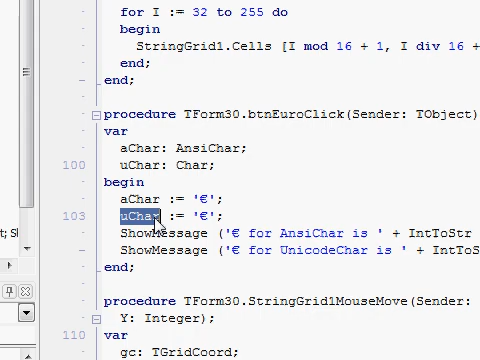 for I := 32 to 255 do
begin
StringGrid1.Cells [I mod 16 + 1, I div 16 +
end;
end;
procedure TForm30.btnEuroClick(Sender: TObject)
var
aChar: AnsiChar;
100 uChar: Char;
begin
aChar := '€';
103 uChar := '€';
ShowMessage ('€ for AnsiChar is ' + IntToStr
ShowMessage ('€ for UnicodeChar is ' + IntToS
end;
procedure TForm30.StringGrid1MouseMove(Sender:
Y: Integer);
110 var
gc: TGridCoord;